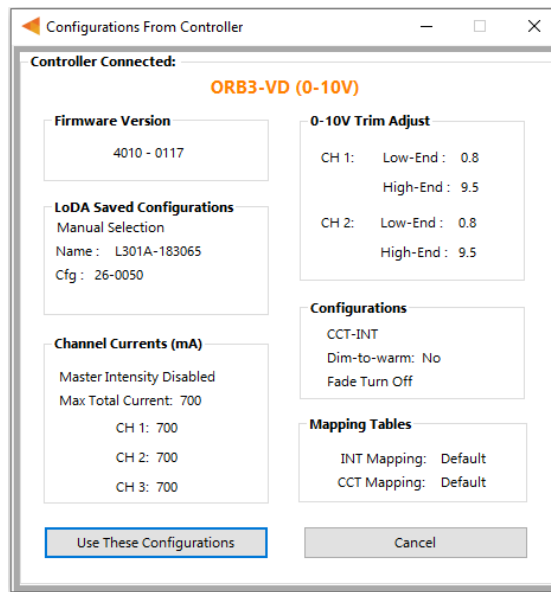 Configurations From Controller
Controller Connected:
ORB3-VD (0-10V)
Firmware Version
4010 - 0117
LoDA Saved Configurations
Manual Selection
Name : L301A-183065
Cfg : 26-0050
Channel Currents (mA)
Master Intensity Disabled
Max Total Current: 700
CH 1: 700
CH 2: 700
CH 3: 700
0-10V Trim Adjust
CH 1: Low-End : 0.8
High-End : 9.5
CH 2: Low-End : 0.8
High-End : 9.5
Configurations
CCT-INT
Dim-to-warm: No
Fade Turn Off
Mapping Tables
INT Mapping: Default
CCT Mapping: Default
Use These Configurations
Cancel